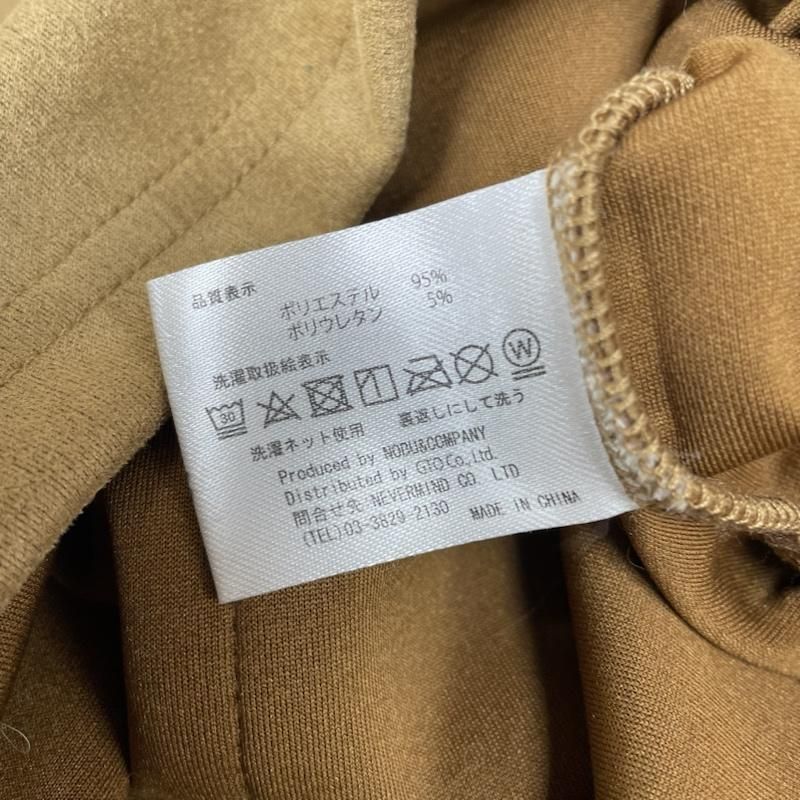 品質表示
ポリエステル 95%
ポリウレタン 5%
洗濯取扱絵表示
30 W
洗濯ネット使用 裏返しにして洗う
Produced by NOBU&COMPANY
Distributed by GTO Co., Ltd.
問合せ先 NEVERMIND CO. LTD
(TEL)03-3829-2130 MADE IN CHINA